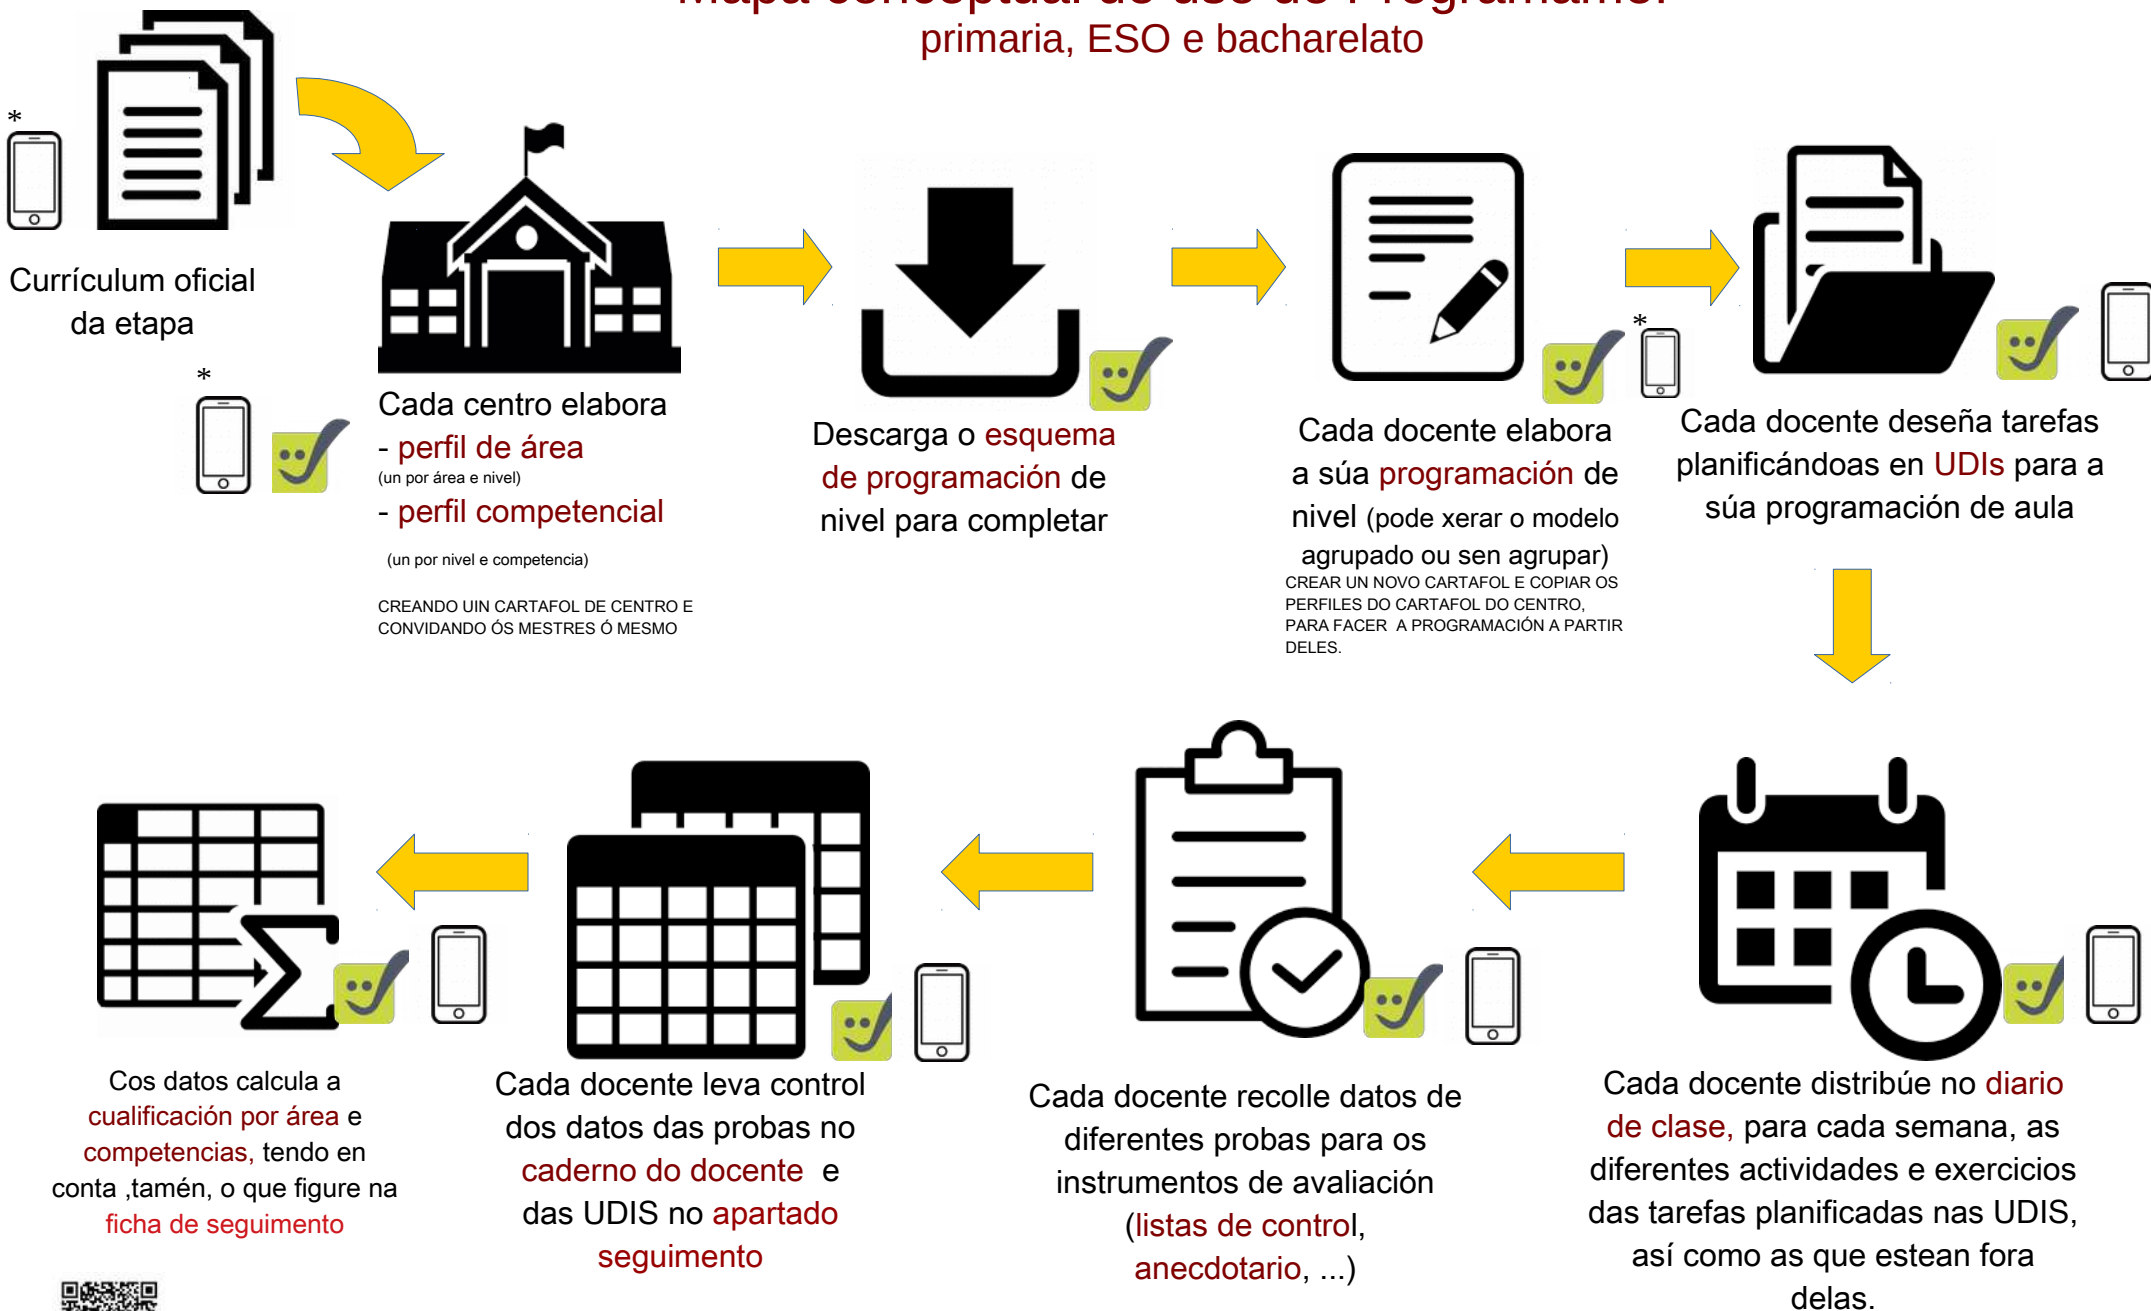 Mapa conceptual do uso de Programame:
primaria, ESO e bacharelato
*
Currículum oficial
da etapa
*
Cada centro elabora
- perfil de área
(un por área e nivel)
- perfil competencial
(un por nivel e competencia)
CREANDO UIN CARTAFOL DE CENTRO E
CONVIDANDO ÓS MESTRES Ó MESMO
Descarga o esquema
de programación de
nivel para completar
*
Cada docente elabora
a súa programación de
nivel (pode xerar o modelo
agrupado ou sen agrupar)
CREAR UN NOVO CARTAFOL E COPIAR OS
PERFILES DO CARTAFOL DO CENTRO,
PARA FACER A PROGRAMACIÓN A PARTIR
DELES.
Cada docente deseña tarefas
planificándoas en UDIs para a
súa programación de aula
Cada docente distribúe no diario
de clase, para cada semana, as
diferentes actividades e exercicios
das tarefas planificadas nas UDIS,
así como as que estean fora
delas.
Cada docente recolle datos de
diferentes probas para os
instrumentos de avaliación
(listas de control,
anecdotario, ...)
Cada docente leva control
dos datos das probas no
caderno do docente e
das UDIS no apartado
seguimento
Cos datos calcula a
cualificación por área e
competencias, tendo en
conta ,tamén, o que figure na
ficha de seguimento